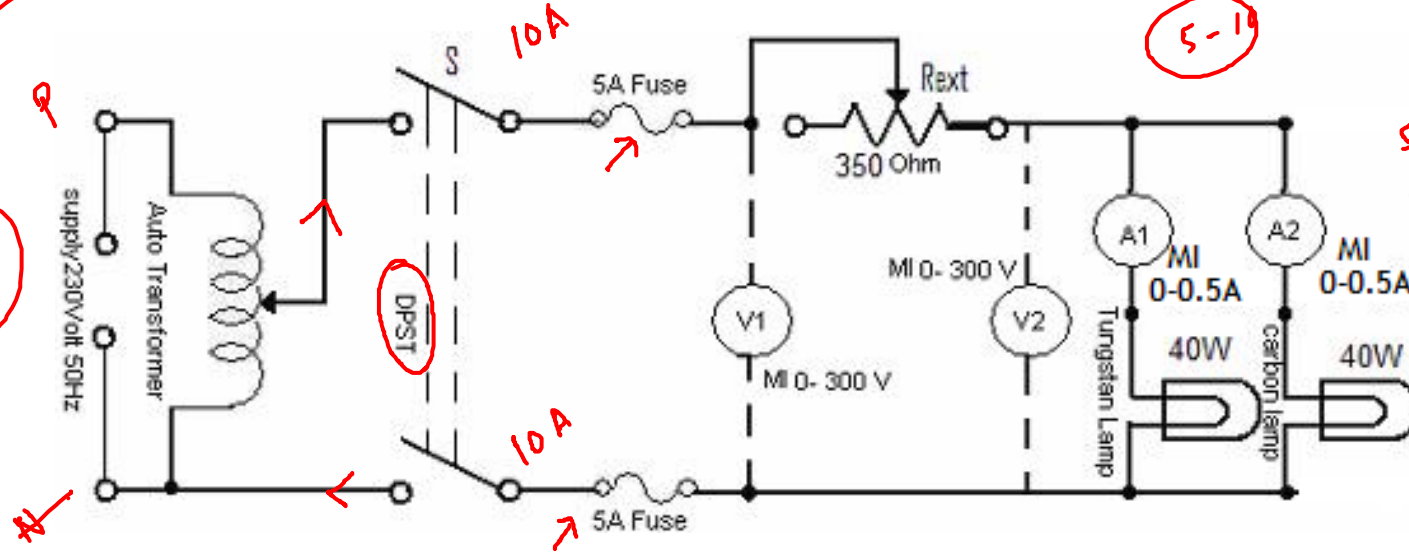 10A
5-10
P
S
5A Fuse
Rext
350 Ohm
supply230Volt 50Hz
Auto Transformer
DPST
A1
MI
0-0.5A
A2
MI
0-0.5A
MI 0- 300 V
V1
MI 0- 300 V
V2
Tungstan Lamp
40W
carbon lamp
40W
10A
N
5A Fuse